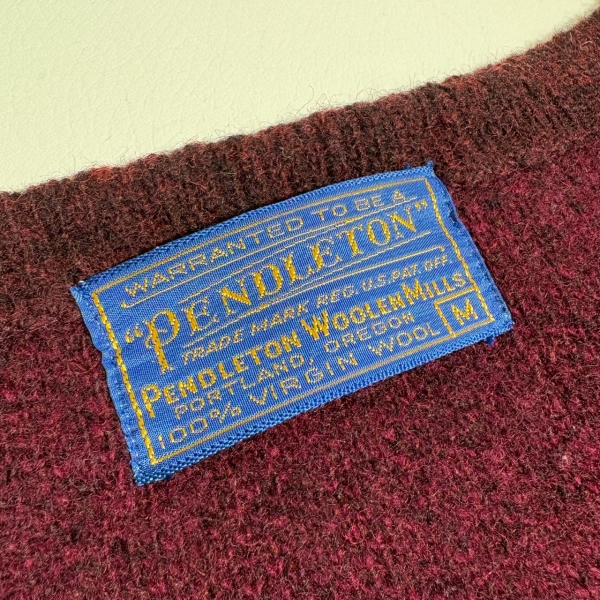 WARRANTED TO BE A
"PENDLETON"
TRADE MARK REG. U.S. PAT. OFF.
PENDLETON WOOLEN MILLS
PORTLAND, OREGON
100% VIRGIN WOOL
M